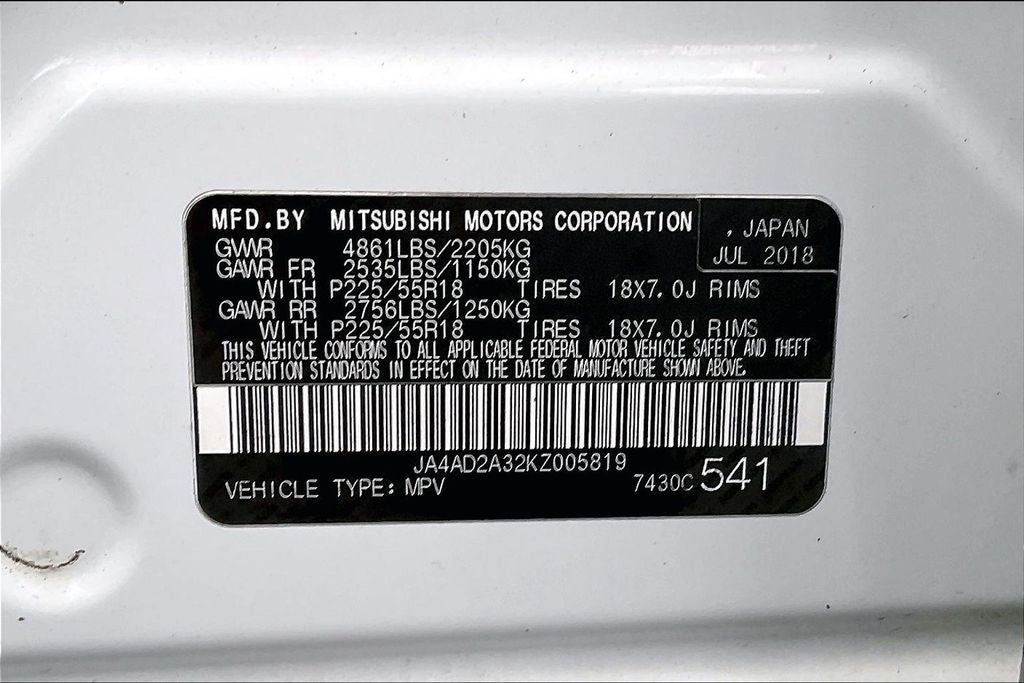 MFD.BY MITSUBISHI MOTORS CORPORATION
, JAPAN
JUL 2018
GVWR 4861LBS/2205KG
GAWR FR 2535LBS/1150KG
WITH P225/55R18 TIRES 18X7.0J RIMS
GAWR RR 2756LBS/1250KG
WITH P225/55R18 TIRES 18X7.0J RIMS
THIS VEHICLE CONFORMS TO ALL APPLICABLE FEDERAL MOTOR VEHICLE SAFETY AND THEFT
PREVENTION STANDARDS IN EFFECT ON THE DATE OF MANUFACTURE SHOWN ABOVE.
JA4AD2A32KZ005819
VEHICLE TYPE: MPV 7430C 541